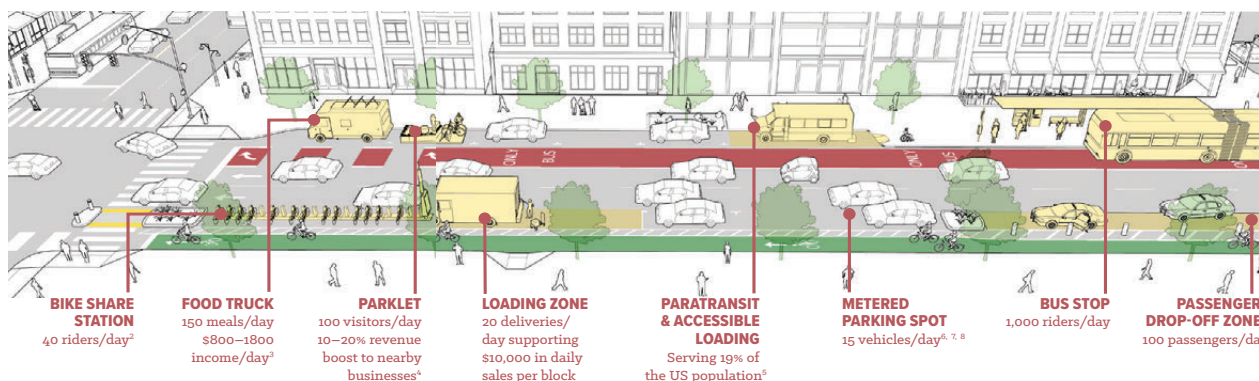 ONLY
BUS
ONLY
BUS
BIKE SHARE
STATION
40 riders/day²
FOOD TRUCK
150 meals/day
$800–1800
income/day³
PARKLET
100 visitors/day
10–20% revenue
boost to nearby
businesses⁴
LOADING ZONE
20 deliveries/
day supporting
$10,000 in daily
sales per block
PARATRANSIT
& ACCESSIBLE
LOADING
Serving 19% of
the US population⁵
METERED
PARKING SPOT
15 vehicles/day⁶, ⁷, ⁸
BUS STOP
1,000 riders/day
PASSENGER
DROP-OFF ZONE
100 passengers/da